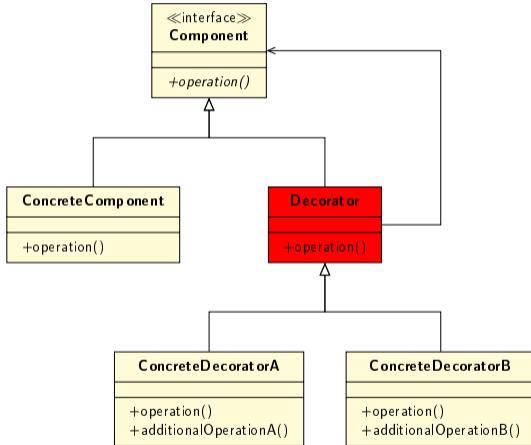 ≪interface≫
Component
+operation()
ConcreteComponent
+operation()
Decorator
+operation()
ConcreteDecoratorA
+operation()
+additionalOperationA()
ConcreteDecoratorB
+operation()
+additionalOperationB()